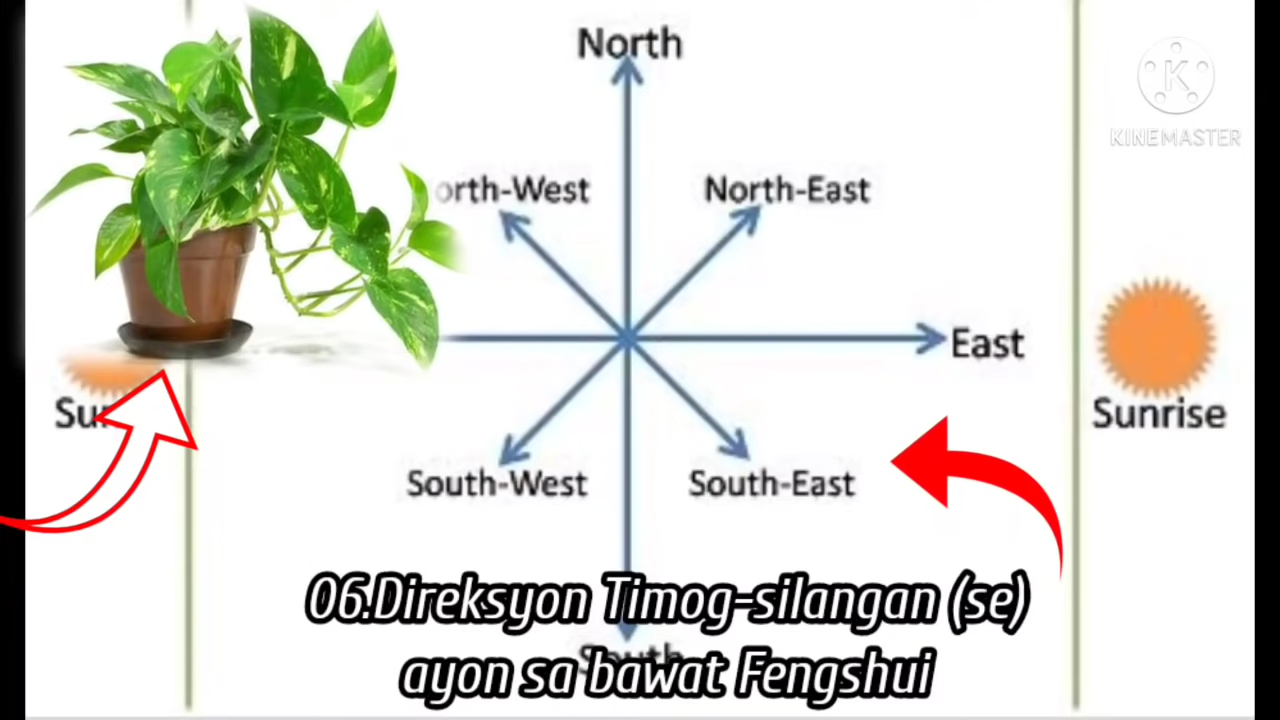 North
KINEMASTER
orth-West
North-East
East
Sunrise
South-West
South-East
06.Direksyon Timog-silangan (se)
South
ayon sa bawat Fengshui